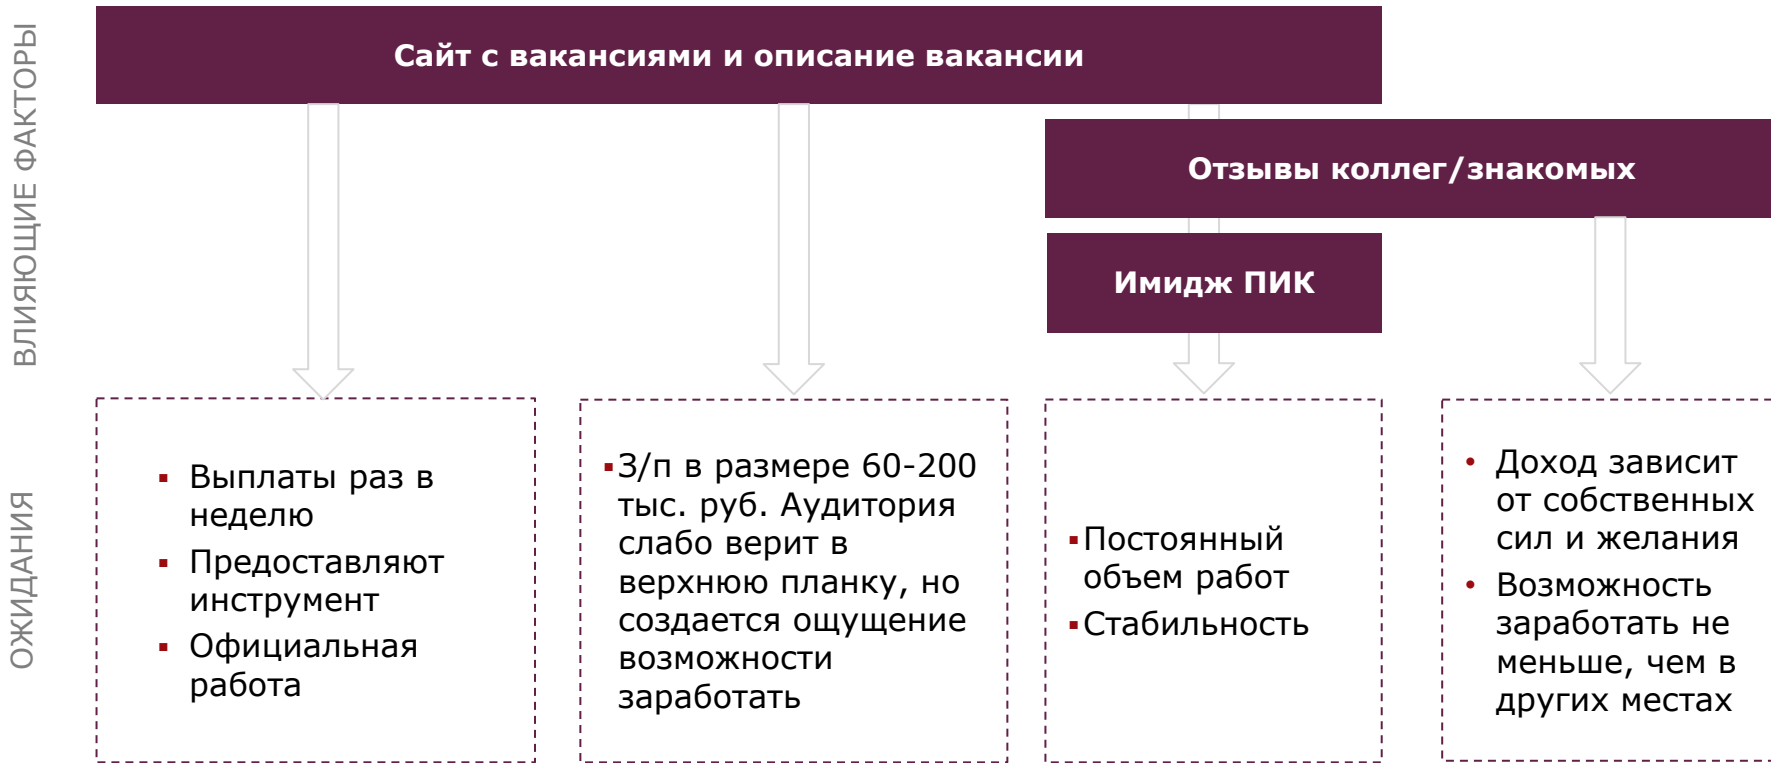 ВЛИЯЮЩИЕ ФАКТОРЫ
Сайт с вакансиями и описание вакансии
Отзывы коллег/знакомых
Имидж ПИК
ОЖИДАНИЯ
▪ Выплаты раз в
неделю
▪ Предоставляют
инструмент
▪ Официальная
работа
▪З/п в размере 60-200
тыс. руб. Аудитория
слабо верит в
верхнюю планку, но
создается ощущение
возможности
заработать
▪Постоянный
объем работ
▪Стабильность
• Доход зависит
от собственных
сил и желания
• Возможность
заработать не
меньше, чем в
других местах